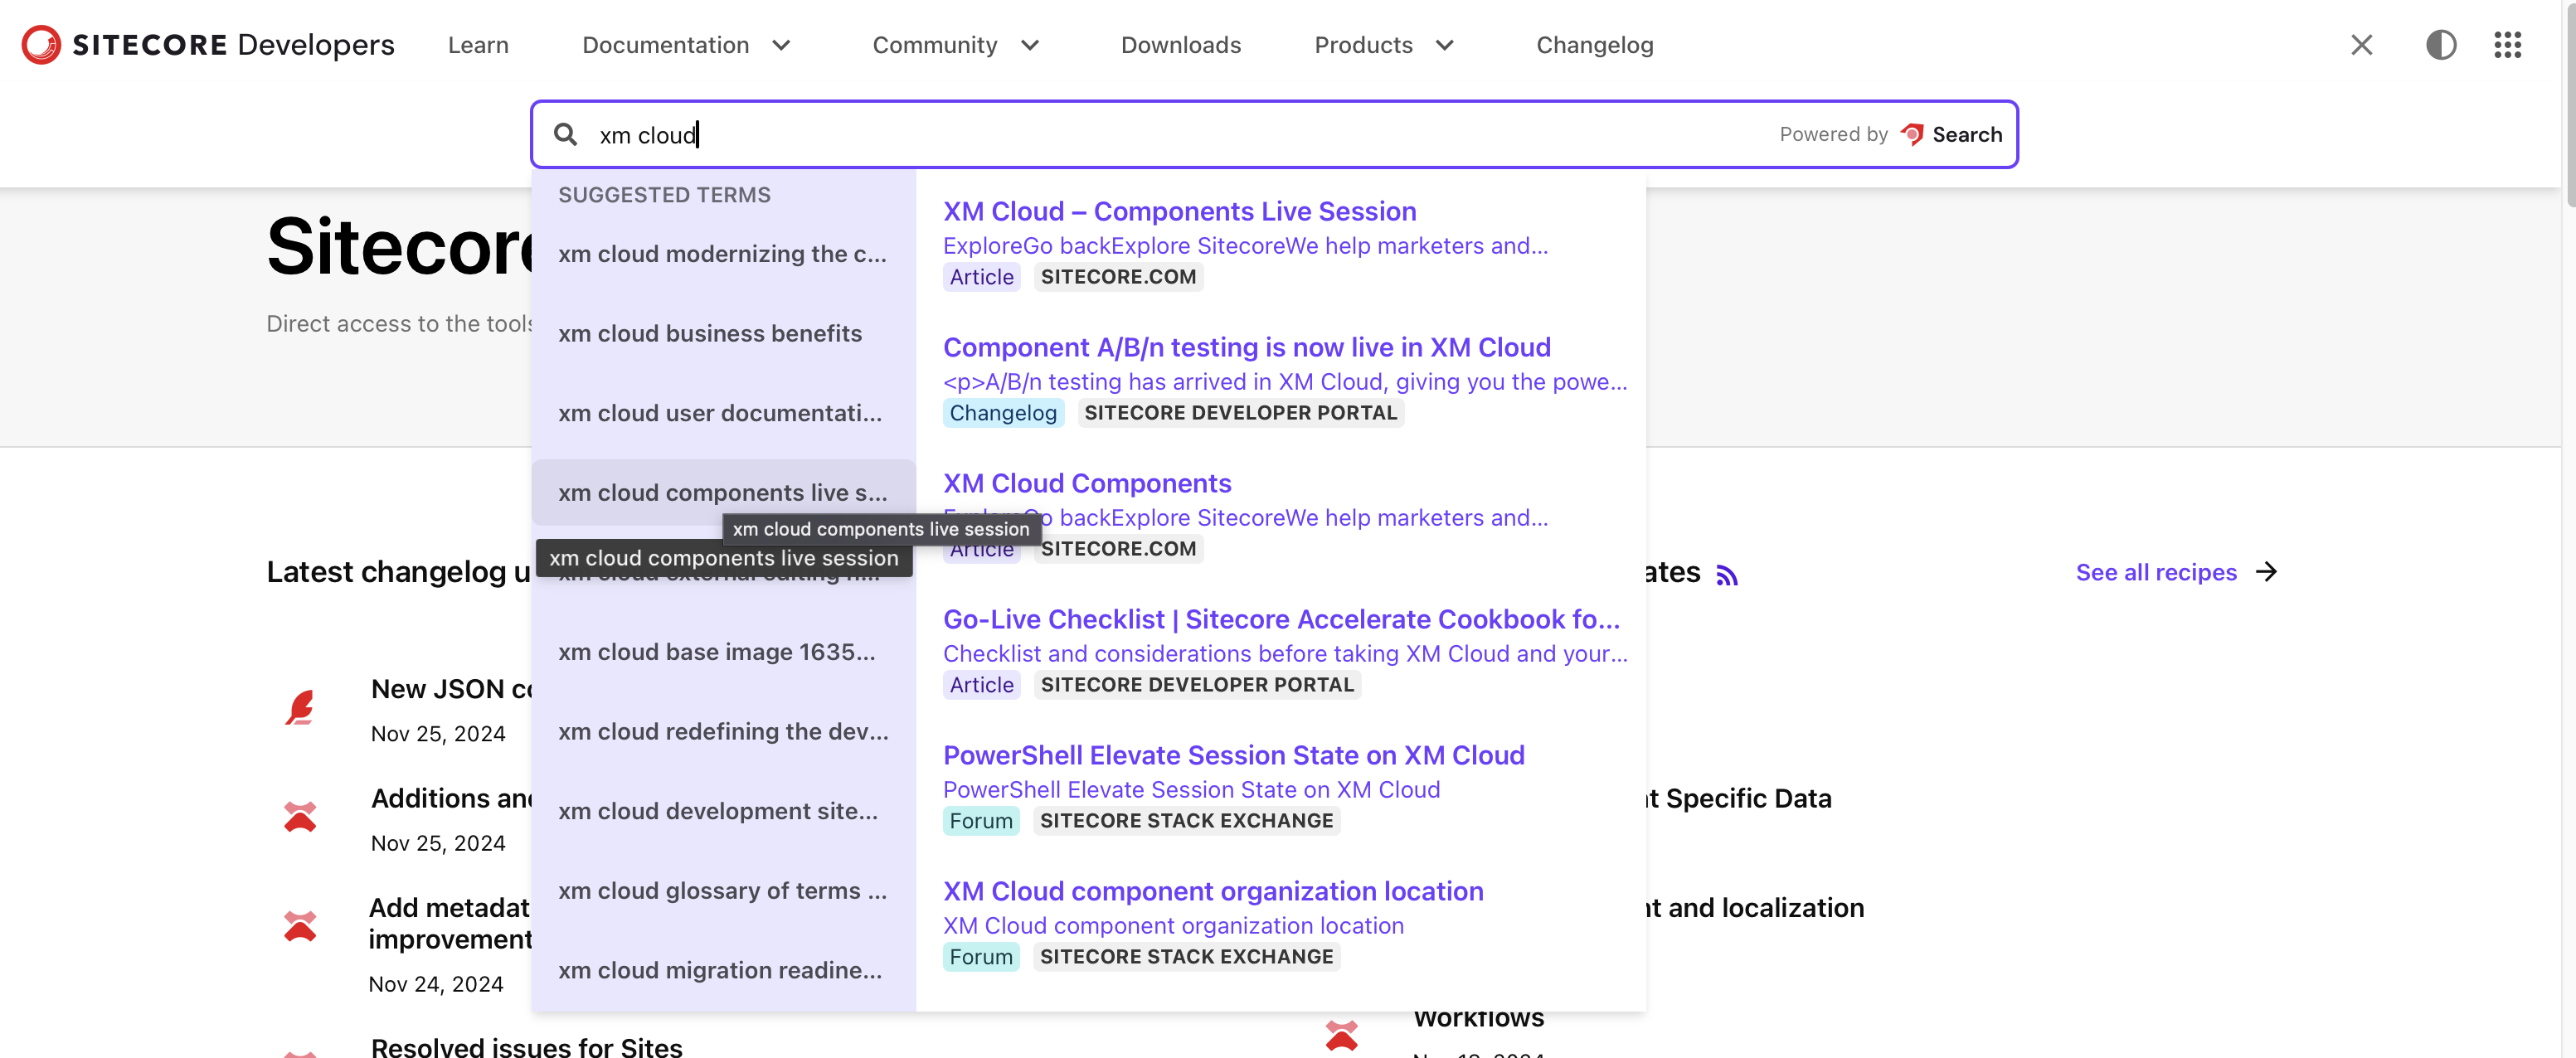 SITECORE Developers
Learn
Documentation
Community
Downloads
Products
Changelog
xm cloud
Powered by Search
SUGGESTED TERMS
xm cloud modernizing the c...
xm cloud business benefits
xm cloud user documentati...
xm cloud components live s...
xm cloud components live session
xm cloud components live session
xm cloud base image 1635...
xm cloud redefining the dev...
xm cloud development site...
xm cloud glossary of terms ...
xm cloud migration readine...
XM Cloud – Components Live Session
ExploreGo backExplore SitecoreWe help marketers and...
Article SITECORE.COM
Component A/B/n testing is now live in XM Cloud
<p>A/B/n testing has arrived in XM Cloud, giving you the powe...
Changelog SITECORE DEVELOPER PORTAL
XM Cloud Components
backExplore SitecoreWe help marketers and...
Article SITECORE.COM
Go-Live Checklist | Sitecore Accelerate Cookbook fo...
Checklist and considerations before taking XM Cloud and your...
Article SITECORE DEVELOPER PORTAL
PowerShell Elevate Session State on XM Cloud
PowerShell Elevate Session State on XM Cloud
Forum SITECORE STACK EXCHANGE
XM Cloud component organization location
XM Cloud component organization location
Forum SITECORE STACK EXCHANGE
Sitecore
Direct access to the tools
Latest changelog u
New JSON co
Nov 25, 2024
Additions and
Nov 25, 2024
Add metadat
improvement
Nov 24, 2024
Resolved issues for Sites
ates
See all recipes
t Specific Data
nt and localization
Workflows